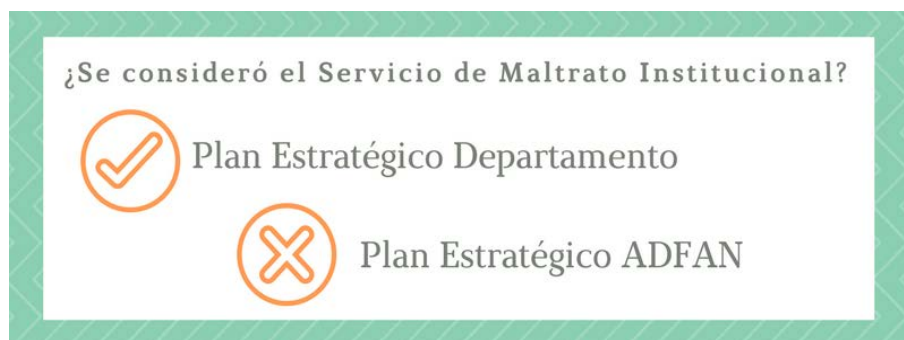 ¿Se consideró el Servicio de Maltrato Institucional?
Plan Estratégico Departamento
Plan Estratégico ADFAN